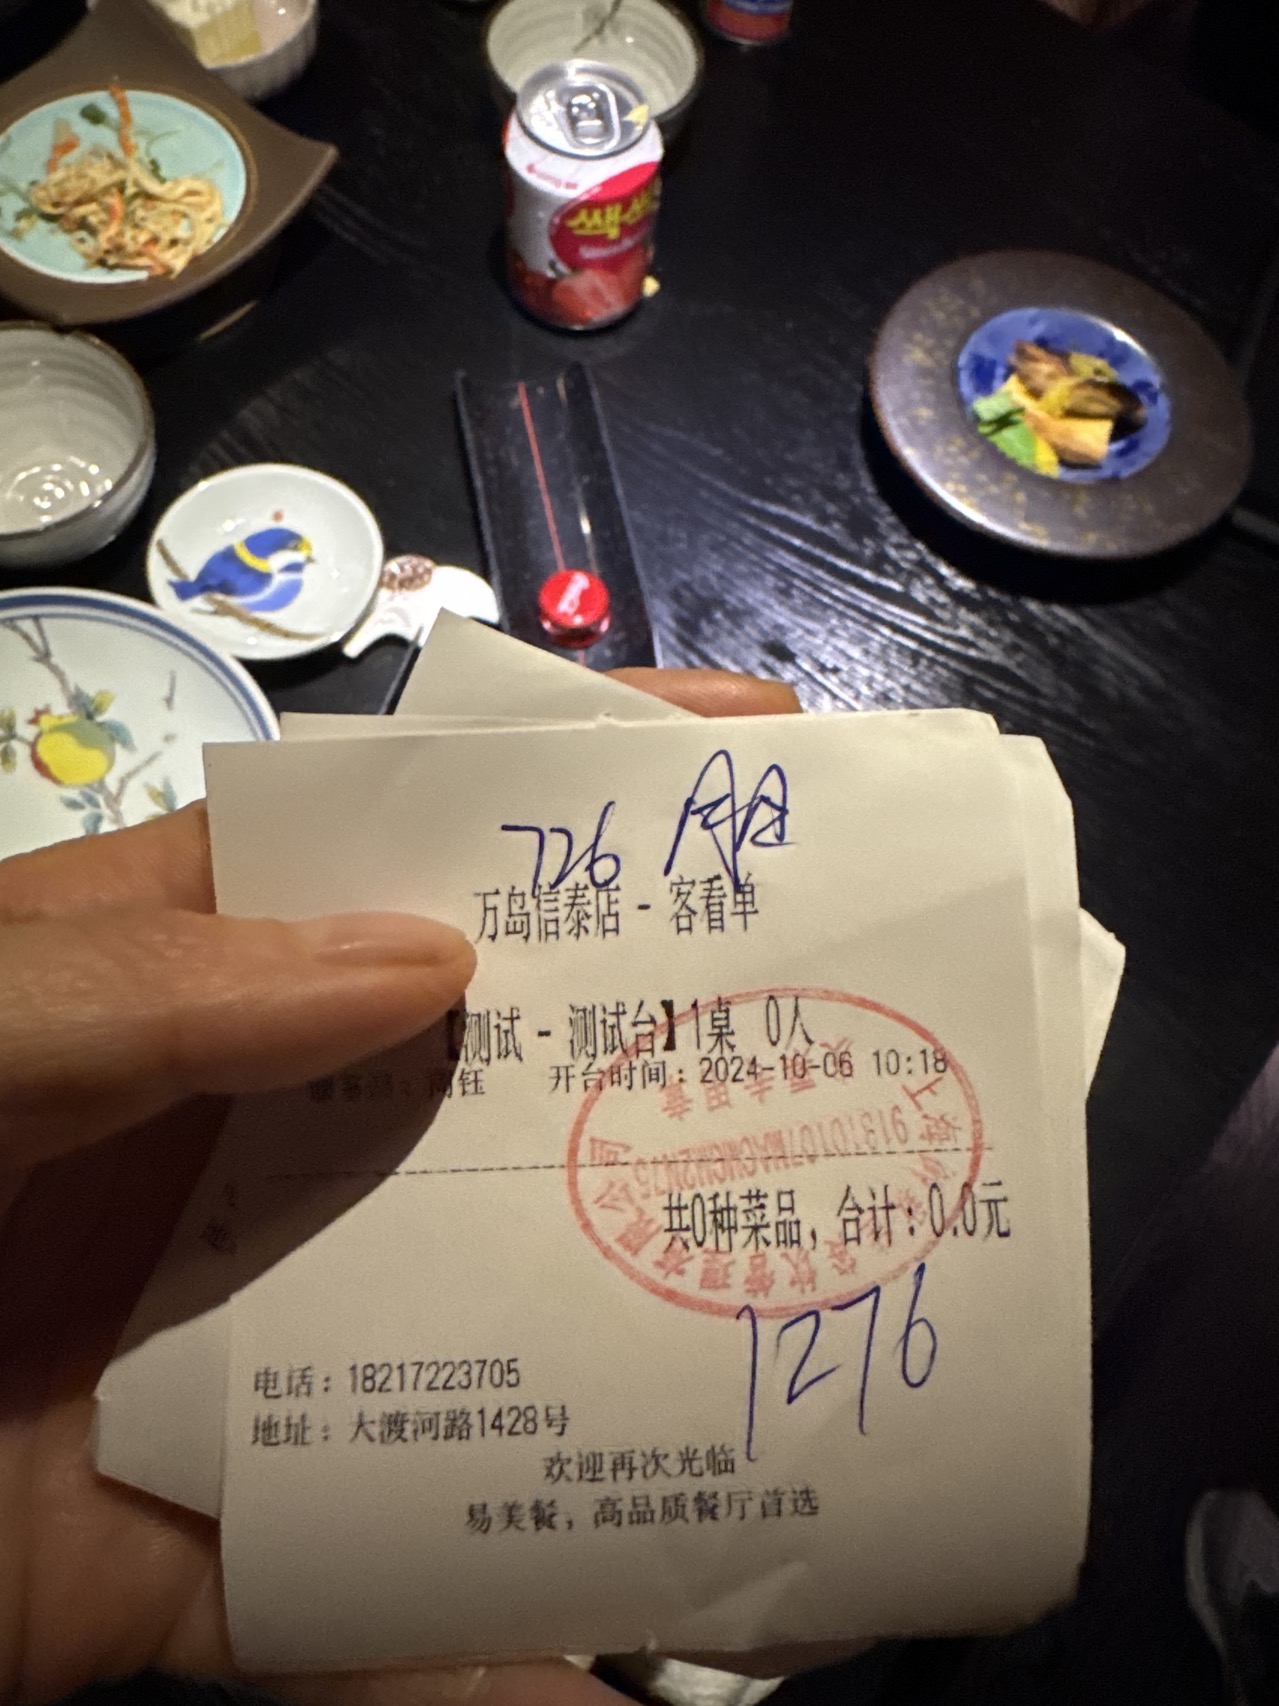 쌕쌕
726
万岛信泰店 - 客看单
【测试 - 测试台】1桌 0人
钰 开台时间：2024-10-06 10:18
共0种菜品，合计：0.0元
1276
电话：18217223705
地址：大渡河路1428号
欢迎再次光临
易美餐，高品质餐厅首选